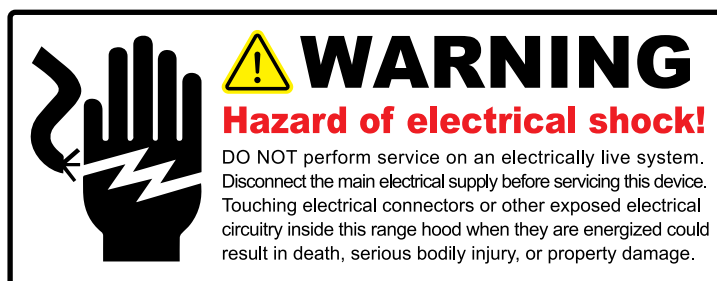 WARNING
Hazard of electrical shock!
DO NOT perform service on an electrically live system.
Disconnect the main electrical supply before servicing this device.
Touching electrical connectors or other exposed electrical
circuitry inside this range hood when they are energized could
result in death, serious bodily injury, or property damage.